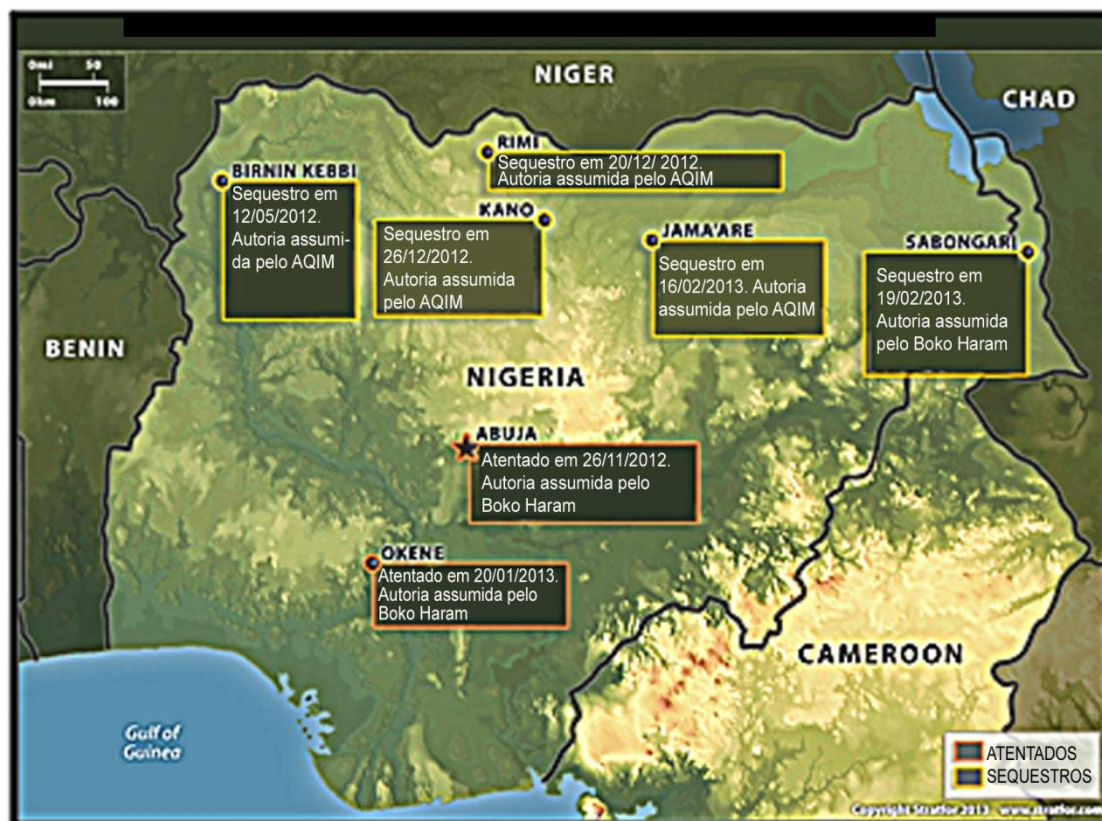 0mi 50
0km 100
NIGER
CHAD
RIMI
Sequestro em 20/12/ 2012.
Autoria assumida pelo AQIM
BIRNIN KEBBI
Sequestro em
12/05/2012.
Autoria assumi-
da pelo AQIM
KANO
Sequestro em
26/12/2012.
Autoria assumida
pelo AQIM
JAMA'ARE
Sequestro em
16/02/2013. Autoria
assumida pelo AQIM
SABONGARI
Sequestro em
19/02/2013.
Autoria assumida
pelo Boko Haram
BENIN
NIGERIA
ABUJA
Atentado em 26/11/2012.
Autoria assumida pelo
Boko Haram
OKENE
Atentado em 20/01/2013.
Autoria assumida pelo
Boko Haram
CAMEROON
Gulf of
Guinea
ATENTADOS
SEQUESTROS
Copyright Stratfor 2013 www.stratfor.com